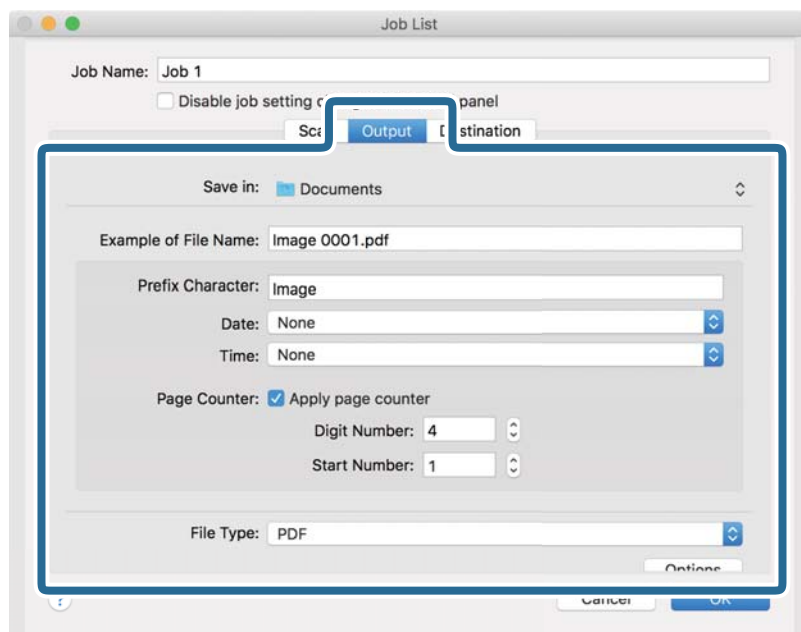 Job List
Job Name: Job 1
Disable job setting panel
Output
Save in: Documents
Example of File Name: Image 0001.pdf
Prefix Character: Image
Date: None
Time: None
Page Counter: Apply page counter
Digit Number: 4
Start Number: 1
File Type: PDF
Options
?
Cancel OK